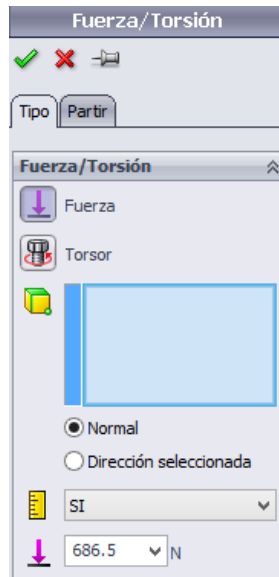 Fuerza/Torsión
Tipo Partir
Fuerza/Torsión
Fuerza
Torsor
Normal
Dirección seleccionada
SI
686.5 N